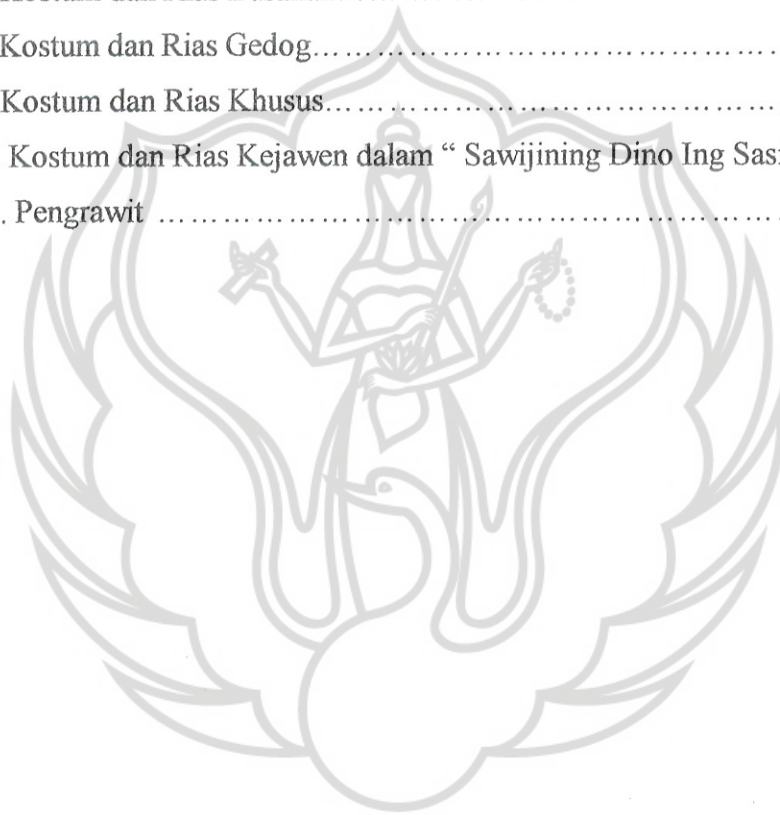 Kostum dan Rias Gedog……………………………………
Kostum dan Rias Khusus……………………………………
Kostum dan Rias Kejawen dalam “ Sawijining Dino Ing Sas
. Pengrawit ……………………………………………